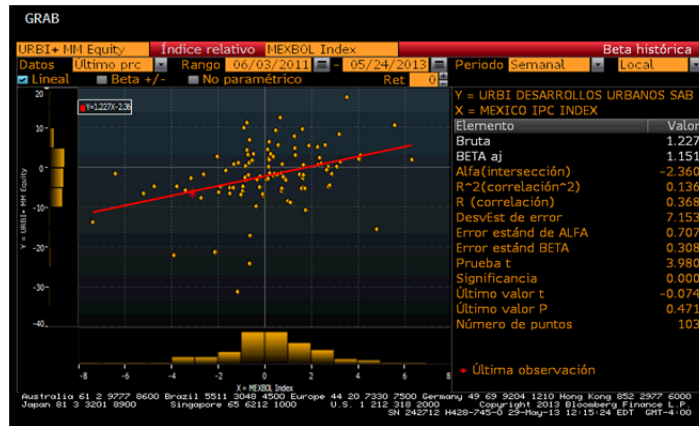 GRAB
URBI+ MM Equity Índice relativo MEXBOL Index Beta histórica
Datos Último prc Rango 06/03/2011 - 05/24/2013 Periodo Semanal Local
Lineal Beta +/- No paramétrico Ret 0
Y = URBI DESARROLLOS URBANOS SAB
X = MEXICO IPC INDEX
Elemento Valor
Bruta 1.227
BETA aj 1.151
Alfa(intersección) -2.360
R^2(correlación^2) 0.136
R (correlación) 0.368
DesvEst de error 7.153
Error estánd de ALFA 0.707
Error estánd BETA 0.308
Prueba t 3.980
Significancia 0.000
Último valor t -0.074
Último valor P 0.471
Número de puntos 103
Última observación
Y=1.227X-2.36
20
10
0
-10
-20
-30
-40
Y = URBI+ MM Equity
-8 -6 -4 -2 0 2 4 6 8
X = MEXBOL Index
Australia 61 2 9777 8600 Brazil 5511 3048 4500 Europe 44 20 7330 7500 Germany 49 69 9204 1210 Hong Kong 852 2977 6000
Japan 81 3 3201 8900 Singapore 65 6212 1000 U.S. 1 212 318 2000 Copyright 2013 Bloomberg Finance L.P.
SN 242712 H428-745-0 29-May-13 12:15:24 EDT GMT-4:00